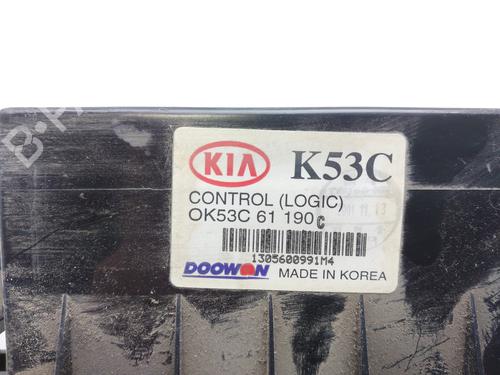 KIA K53C
CONTROL (LOGIC)
OK53C 61 190 C
1305600991M4
DOOWON MADE IN KOREA